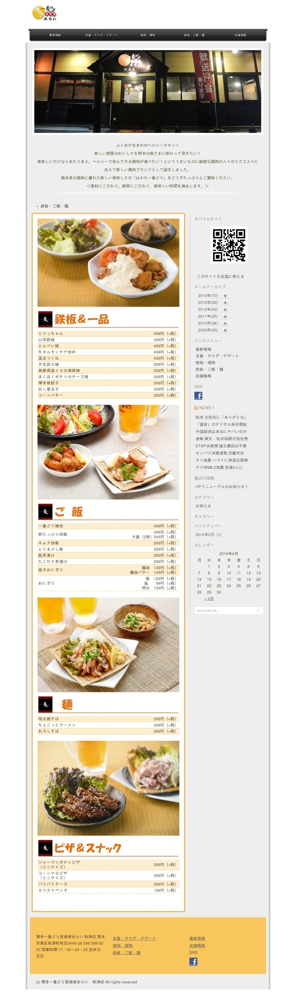 博多一番どり
居食家
あらい
最新情報
定番・サラダ・デザート
焼物・揚物
鉄板・ご飯・麺
店舗情報
秋津店
歓送迎会
承ります
ふくおか生まれのヘルシーチキン！
新しい感覚のおいしさを熊本の皆さまに味わって頂きたい！
美味しいだけならあたりまえ。ヘルシーで安心できる鶏肉が食べたい！といううまいものに敏感な福岡の人々のリクエストに
応えて新しい鶏肉ブランドとして誕生しました。
鶏本来の風味に優れた新しい美味しさの「はかた一番どり」をどうぞたっぷりとご賞味ください。
＜素材にこだわり、鮮度にこだわり、美味しい時間を演出します。＞
» 鉄板・ご飯・麺
鉄板＆一品
とりっちゃん 499円（+税）
山芋鉄板 499円（+税）
とんぺい焼 499円（+税）
牛ホルモンチゲ炒め 499円（+税）
温玉つくね 499円（+税）
半生炭火焼 599円（+税）
長崎県産イカの漁師焼 399円（+税）
ほくほくポテトのチーズ焼 399円（+税）
博多焼餃子 399円（+税）
出し巻玉子 399円（+税）
コーンバター 299円（+税）
ご 飯
一番どり雑炊 499円（+税）
卵たっぷり炒飯 399円（+税）
大盛（2倍）549円（+税）
キムチ炒飯 399円（+税）
とりまぶし飯 299円（+税）
鮭茶漬け 299円（+税）
たこわさ茶漬け 299円（+税）
焼きおにぎり 醤油 139円（+税）
醤油バター 149円（+税）
おにぎり 鮭 129円（+税）
塩 99円（+税）
明太 139円（+税）
麺
明太焼そば 399円（+税）
ちょこっとラーメン 399円（+税）
おろしそば 299円（+税）
ピザ＆スナック
ジャーマンポテトピザ
（ミニサイズ） 399円（+税）
コーンマヨピザ
（ミニサイズ） 399円（+税）
パリパリチーズ 399円（+税）
カリカリペンネ 199円（+税）
モバイルサイト
このサイトを友達に教える
メールアーカイブ
2014年(10)
2013年(39)
2012年(42)
2011年(25)
2010年(28)
2009年(35)
リンクメニュー
最新情報
定番・サラダ・デザート
焼物・揚物
鉄板・ご飯・麺
店舗情報
SNS
NEWS！
松本 太田光に「ありがとな」
「遺言」のデジタル保存開始
中国経済は本当にヤバいのか
速報 楽天・松井裕樹が初先発
STAP米教授 論文撤回は不要
センバツ決勝速報 近畿対決
チリ地震 ハワイに津波注意報
チリ沖M8.2地震 死者5人に
最近の投稿
HPリニューアルのお知らせ！
カテゴリー
お知らせ
ギャラリー
バックナンバー
2014年3月 (1)
カレンダー
2014年4月
月 火 水 木 金 土 日
1 2 3 4 5 6
7 8 9 10 11 12 13
14 15 16 17 18 19 20
21 22 23 24 25 26 27
28 29 30
« 3月
Search the site...
博多一番どり居食家あらい 秋津店 熊本
市東区秋津町秋田3446-28 096-368-53
00 営業時間 17：30～24：30 定休日
元旦
定番・サラダ・デザート
焼物・揚物
鉄板・ご飯・麺
最新情報
店舗情報
SNS
(c) 博多一番どり居食家あらい　秋津店 All rights reserved